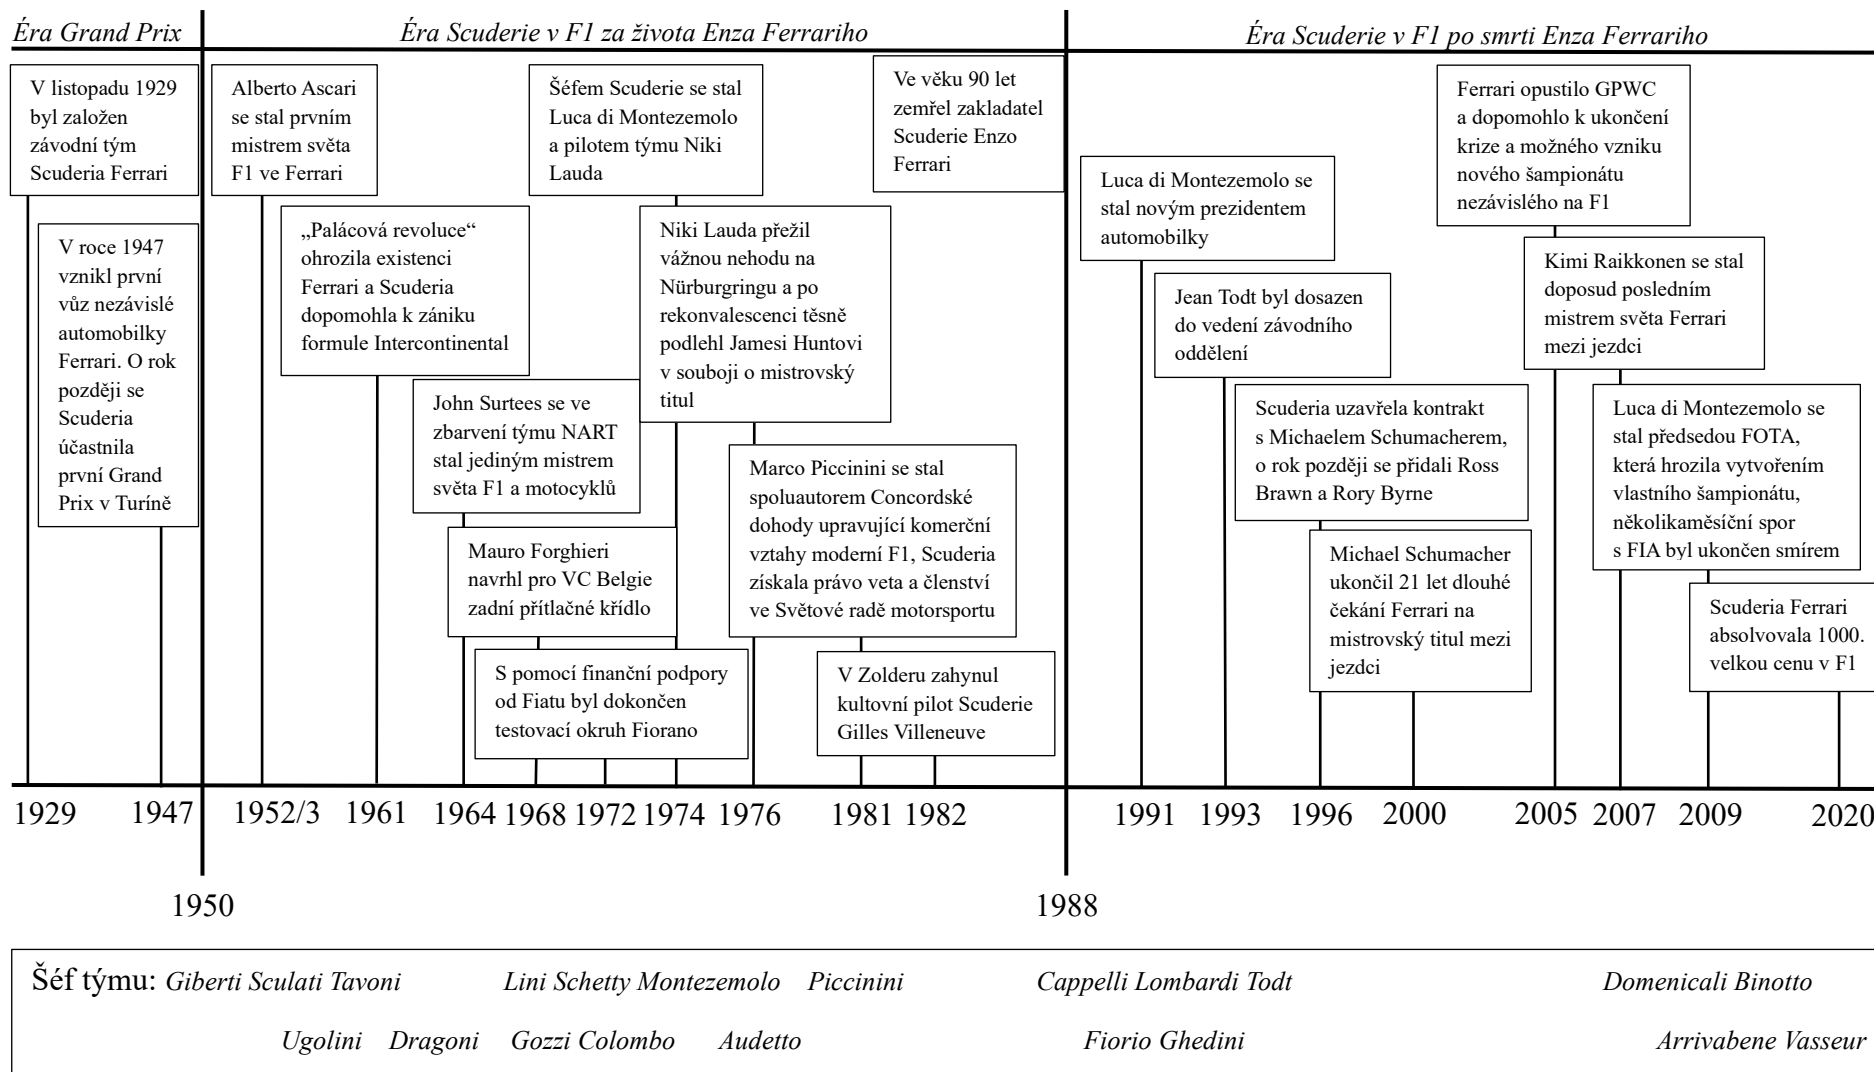 Éra Grand Prix
Éra Scuderie v F1 za života Enza Ferrariho
Éra Scuderie v F1 po smrti Enza Ferrariho
V listopadu 1929
byl založen
závodní tým
Scuderia Ferrari
V roce 1947
vznikl první
vůz nezávislé
automobilky
Ferrari. O rok
později se
Scuderia
účastnila
první Grand
Prix v Turíně
Alberto Ascari
se stal prvním
mistrem světa
F1 ve Ferrari
„Palácová revoluce“
ohrozila existenci
Ferrari a Scuderia
dopomohla k zániku
formule Intercontinental
John Surtees se ve
zbarvení týmu NART
stal jediným mistrem
světa F1 a motocyklů
Mauro Forghieri
navrhl pro VC Belgie
zadní přítlačné křídlo
S pomocí finanční podpory
od Fiatu byl dokončen
testovací okruh Fiorano
Šéfem Scuderie se stal
Luca di Montezemolo
a pilotem týmu Niki
Lauda
Niki Lauda přežil
vážnou nehodu na
Nürburgringu a po
rekonvalescenci těsně
podlehl Jamesi Huntovi
v souboji o mistrovský
titul
Marco Piccinini se stal
spoluautorem Concordské
dohody upravující komerční
vztahy moderní F1, Scuderia
získala právo veta a členství
ve Světové radě motorsportu
V Zolderu zahynul
kultovní pilot Scuderie
Gilles Villeneuve
Ve věku 90 let
zemřel zakladatel
Scuderie Enzo
Ferrari
Luca di Montezemolo se
stal novým prezidentem
automobilky
Jean Todt byl dosazen
do vedení závodního
oddělení
Scuderia uzavřela kontrakt
s Michaelem Schumacherem,
o rok později se přidali Ross
Brawn a Rory Byrne
Michael Schumacher
ukončil 21 let dlouhé
čekání Ferrari na
mistrovský titul mezi
jezdci
Ferrari opustilo GPWC
a dopomohlo k ukončení
krize a možného vzniku
nového šampionátu
nezávislého na F1
Kimi Raikkonen se stal
doposud posledním
mistrem světa Ferrari
mezi jezdci
Luca di Montezemolo se
stal předsedou FOTA,
která hrozila vytvořením
vlastního šampionátu,
několikaměsíční spor
s FIA byl ukončen smírem
Scuderia Ferrari
absolvovala 1000.
velkou cenu v F1
1929 1947 1952/3 1961 1964 1968 1972 1974 1976 1981 1982 1991 1993 1996 2000 2005 2007 2009 2020
1950 1988
Šéf týmu: Giberti Sculati Tavoni Lini Schetty Montezemolo Piccinini Cappelli Lombardi Todt Domenicali Binotto
Ugolini Dragoni Gozzi Colombo Audetto Fiorio Ghedini Arrivabene Vasseur